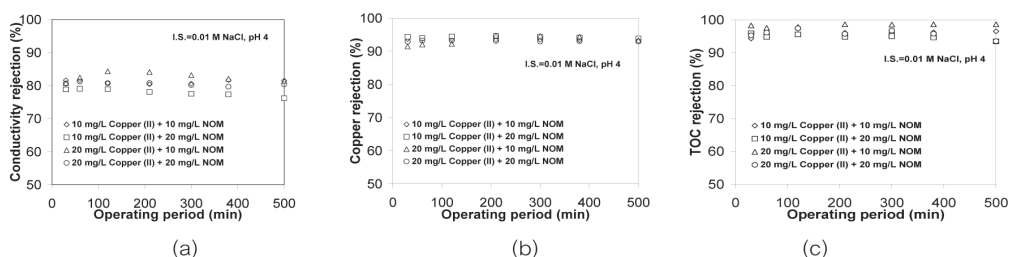 (a)
Conductivity rejection (%)
100
90
80
70
60
50
I.S.=0.01 M NaCl, pH 4
10 mg/L Copper (II) + 10 mg/L NOM
10 mg/L Copper (II) + 20 mg/L NOM
20 mg/L Copper (II) + 10 mg/L NOM
20 mg/L Copper (II) + 20 mg/L NOM
0 100 200 300 400 500
Operating period (min)
(b)
Copper rejection (%)
100
90
80
70
60
50
I.S.=0.01 M NaCl, pH 4
10 mg/L Copper (II) + 10 mg/L NOM
10 mg/L Copper (II) + 20 mg/L NOM
20 mg/L Copper (II) + 10 mg/L NOM
20 mg/L Copper (II) + 20 mg/L NOM
0 100 200 300 400 500
Operating period (min)
(c)
TOC rejection (%)
100
90
80
70
60
50
I.S.=0.01 M NaCl, pH 4
10 mg/L Copper (II) + 10 mg/L NOM
10 mg/L Copper (II) + 20 mg/L NOM
20 mg/L Copper (II) + 10 mg/L NOM
20 mg/L Copper (II) + 20 mg/L NOM
0 100 200 300 400 500
Operating period (min)